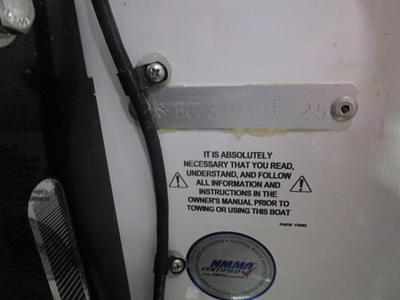 IT IS ABSOLUTELY
NECESSARY THAT YOU READ,
UNDERSTAND, AND FOLLOW
ALL INFORMATION AND
INSTRUCTIONS IN THE
OWNER'S MANUAL PRIOR TO
TOWING OR USING THIS BOAT
NMMA
CERTIFIED